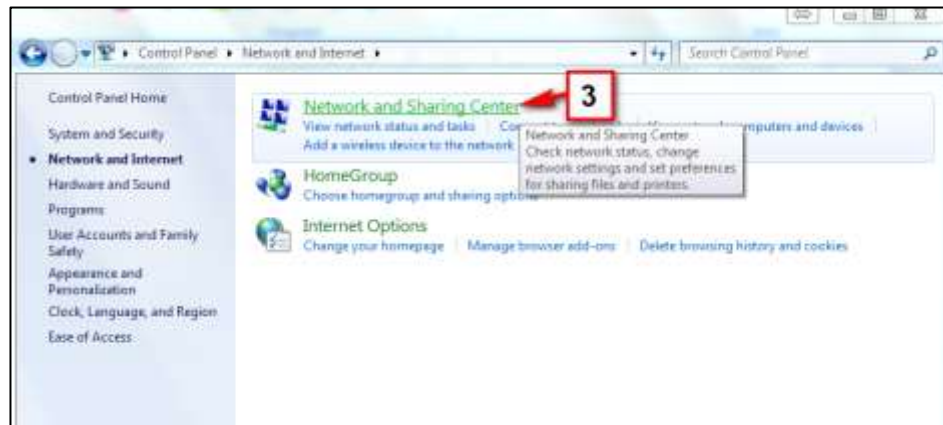 Control Panel Network and Internet
Search Control Panel
Control Panel Home
System and Security
Network and Internet
Hardware and Sound
Programs
User Accounts and Family
Safety
Appearance and
Personalization
Clock, Language, and Region
Ease of Access
Network and Sharing Center
3
View network status and tasks
mputers and devices
Add a wireless device to the network
Network and Sharing Center
Check network status, change
network settings and set preferences
for sharing files and printers.
HomeGroup
Choose homegroup and sharing
Internet Options
Change your homepage Manage browser add-ons Delete browsing history and cookies